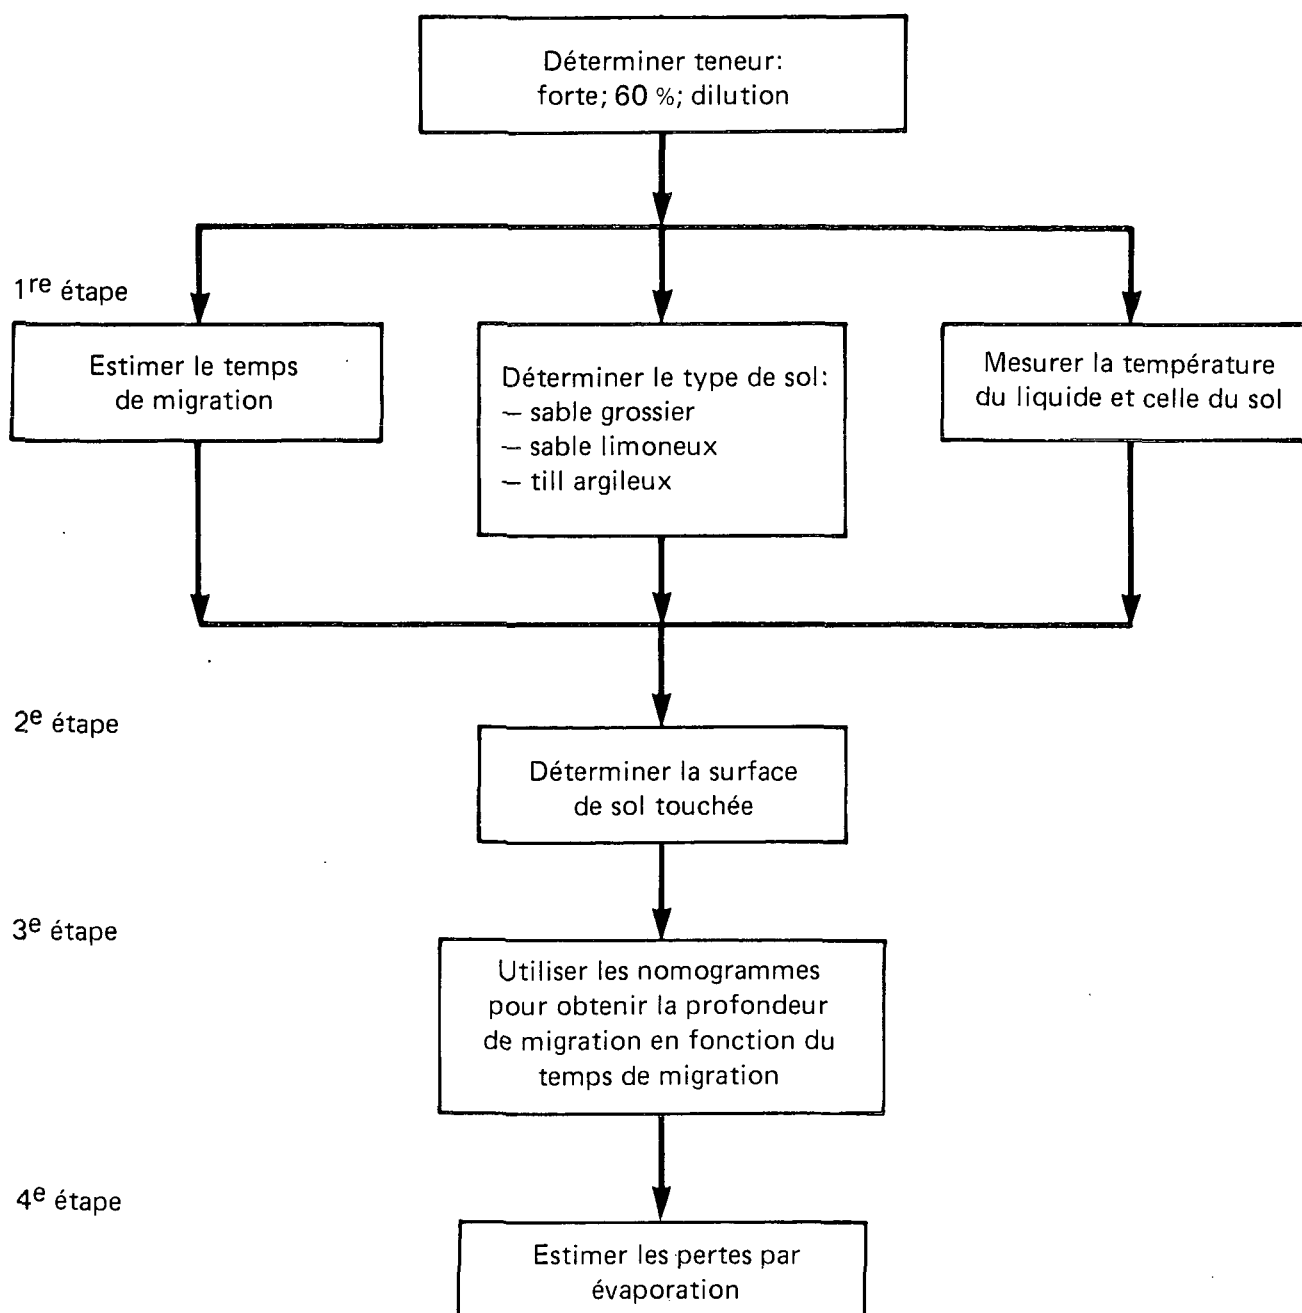 Déterminer teneur:
forte; 60 %; dilution
1re étape
Estimer le temps
de migration
Déterminer le type de sol:
— sable grossier
— sable limoneux
— till argileux
Mesurer la température
du liquide et celle du sol
2e étape
Déterminer la surface
de sol touchée
3e étape
Utiliser les nomogrammes
pour obtenir la profondeur
de migration en fonction du
temps de migration
4e étape
Estimer les pertes par
évaporation